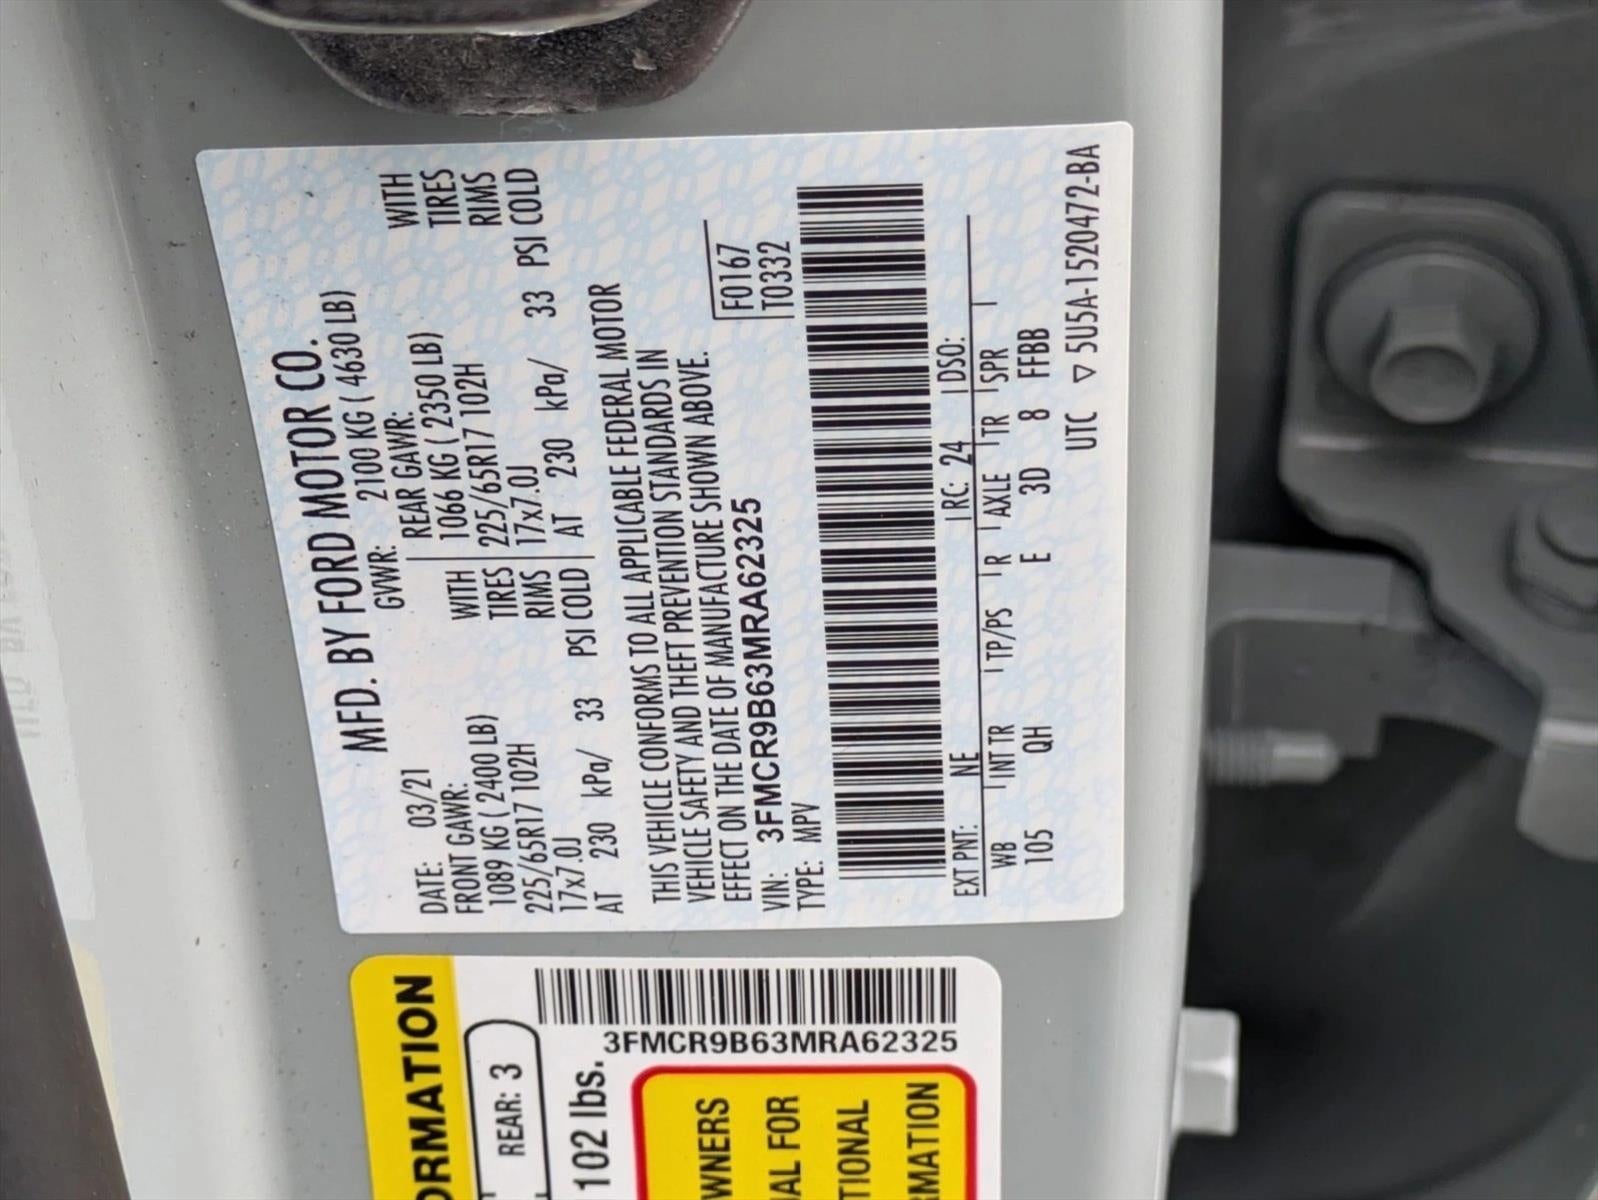 MFD. BY FORD MOTOR CO.
DATE: 03/21 GVWR: 2100 KG ( 4630 LB)
FRONT GAWR: REAR GAWR:
1089 KG ( 2400 LB) WITH 1066 KG ( 2350 LB) WITH
225/65R17 102H TIRES 225/65R17 102H TIRES
17x7.0J RIMS 17x7.0J RIMS
AT 230 kPa/ 33 PSI COLD AT 230 kPa/ 33 PSI COLD
THIS VEHICLE CONFORMS TO ALL APPLICABLE FEDERAL MOTOR
VEHICLE SAFETY AND THEFT PREVENTION STANDARDS IN
EFFECT ON THE DATE OF MANUFACTURE SHOWN ABOVE.
VIN: 3FMCR9B63MRA62325 F0167
TYPE: MPV T0332
EXT PNT: NE RC: 24 DSO:
WB INT TR TP/PS R AXLE TR SPR
105 QH E 3D 8 FFBB
UTC ▽ 5U5A-1520472-BA
ORMATION
REAR: 3
102 lbs.
3FMCR9B63MRA62325
WNERS
AL FOR
TIONAL
RMATION